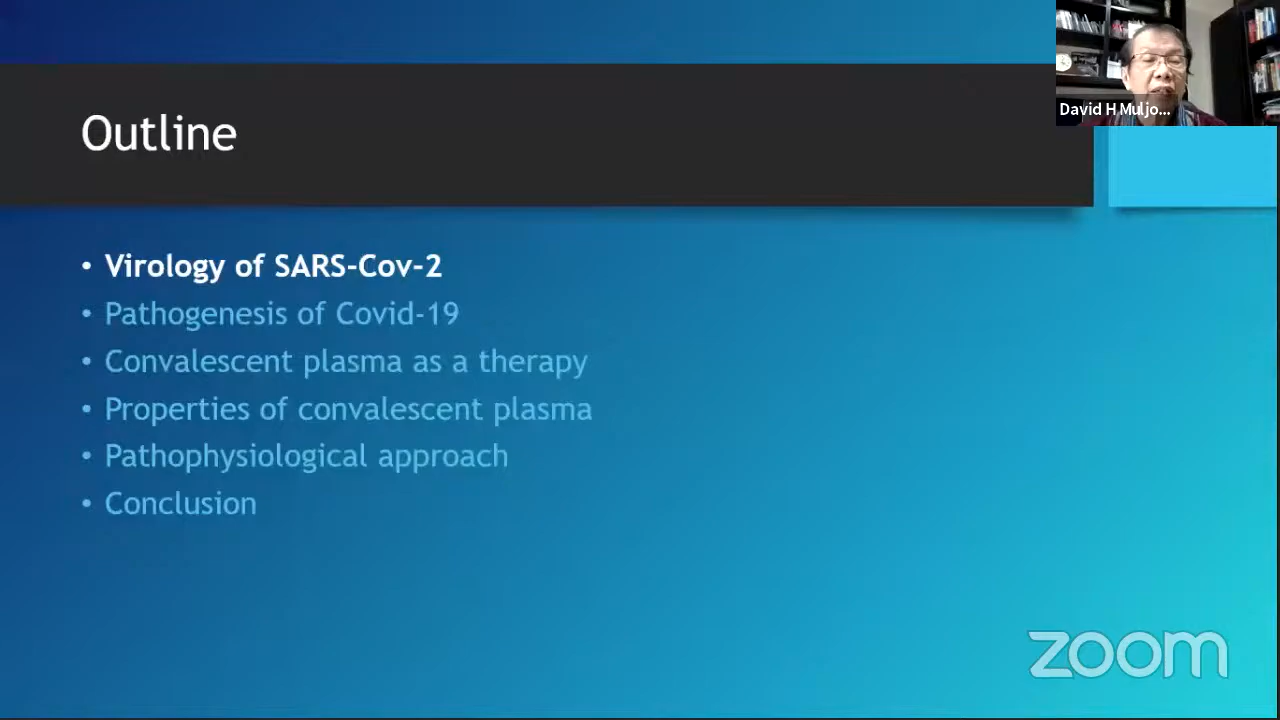 Outline
David H Muljo...
• Virology of SARS-Cov-2
• Pathogenesis of Covid-19
• Convalescent plasma as a therapy
• Properties of convalescent plasma
• Pathophysiological approach
• Conclusion
zoom